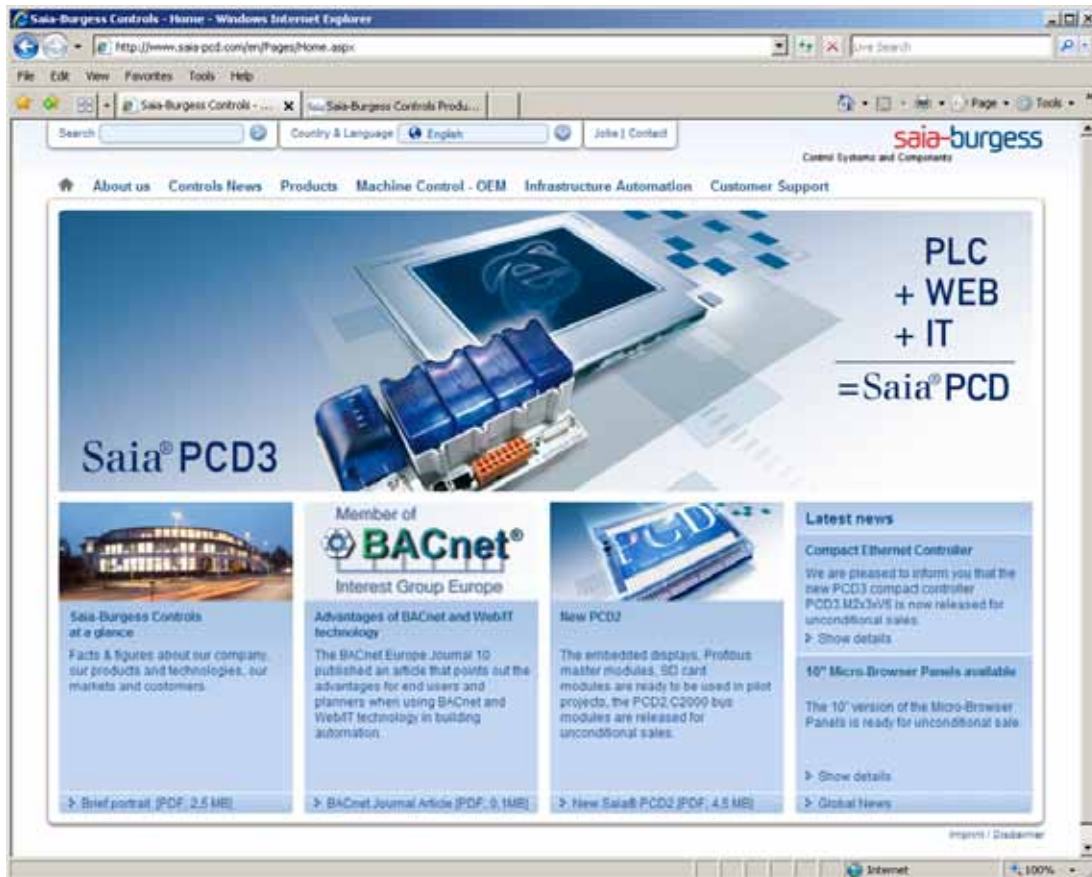 Saia-Burgess Controls - Home - Windows Internet Explorer
http://www.saia-pcd.com/en/Pages/Home.aspx
Live Search
File Edit View Favorites Tools Help
Saia-Burgess Controls - ... Saia-Burgess Controls Produ...
Page Tools
Search Country & Language English Jobs | Contact
saia-burgess
Control Systems and Components
About us Controls News Products Machine Control - OEM Infrastructure Automation Customer Support
PLC
+ WEB
+ IT
=Saia® PCD
Saia® PCD3
Member of
BACnet®
Interest Group Europe
PCD
Saia-Burgess Controls
at a glance
Facts & figures about our company,
our products and technologies, our
markets and customers.
Brief portrait [PDF; 2,5 MB]
Advantages of BACnet and Web/IT
technology
The BACnet Europe Journal 10
published an article that points out the
advantages for end users and
planners when using BACnet and
Web/IT technology in building
automation.
BACnet Journal Article [PDF; 0,1MB]
New PCD2
The embedded displays, Profibus
master modules, SD card
modules are ready to be used in pilot
projects, the PCD2.C2000 bus
modules are released for
unconditional sales.
New Saia® PCD2 [PDF; 4,5 MB]
Latest news
Compact Ethernet Controller
We are pleased to inform you that the
new PCD3 compact controller
PCD3.M2x3xV6 is now released for
unconditional sales.
Show details
10" Micro-Browser Panels available
The 10" version of the Micro-Browser
Panels is ready for unconditional sale.
Show details
Global News
Imprint / Disclaimer
Internet 100%